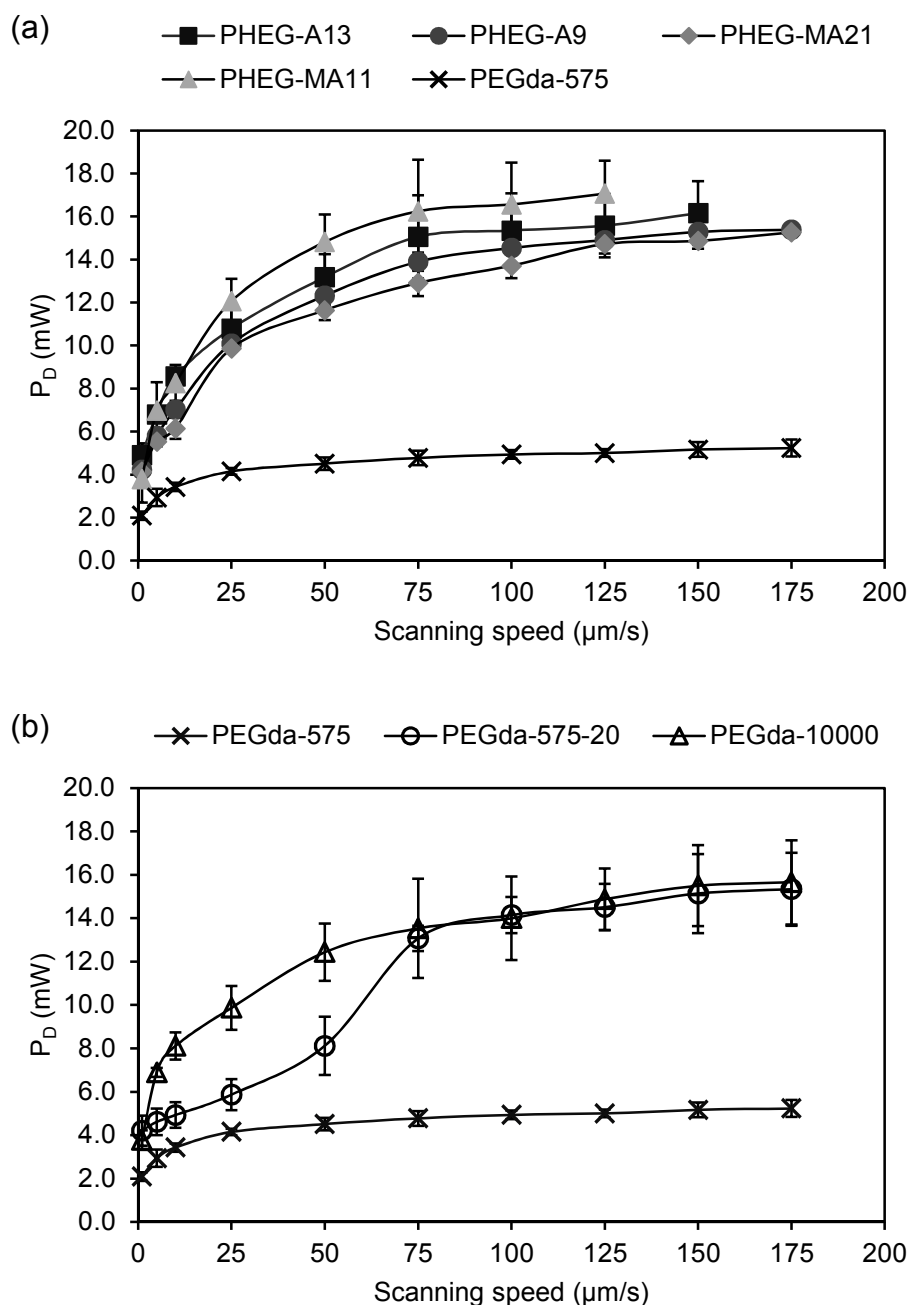 (a)
PHEG-A13 PHEG-A9 PHEG-MA21
PHEG-MA11 PEGda-575
20.0
18.0
16.0
14.0
12.0
10.0
8.0
6.0
4.0
2.0
0.0
P_D (mW)
0 25 50 75 100 125 150 175 200
Scanning speed (µm/s)
(b)
PEGda-575 PEGda-575-20 PEGda-10000
20.0
18.0
16.0
14.0
12.0
10.0
8.0
6.0
4.0
2.0
0.0
P_D (mW)
0 25 50 75 100 125 150 175 200
Scanning speed (µm/s)